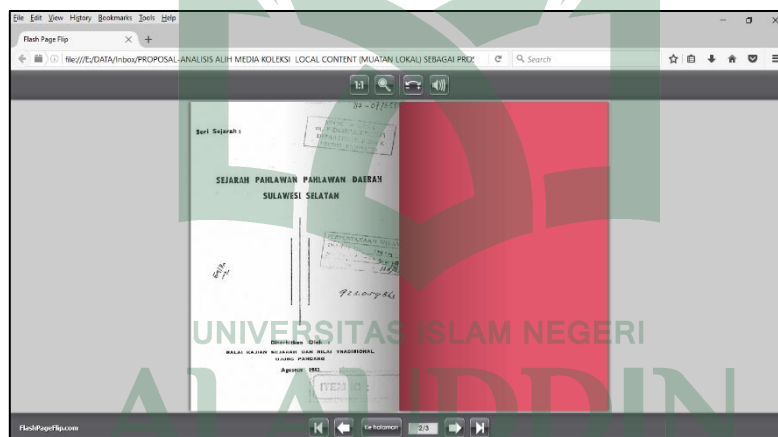 File Edit View History Bookmarks Tools Help
Flash Page Flip
file:///E:/DATA/Inbox/PROPOSAL-ANALISIS ALIH MEDIA KOLEKSI LOCAL CONTENT (MUATAN LOKAL) SEBAGAI PROS
Search
1:1
Seri Sejarah :
SEJARAH PAHLAWAN PAHLAWAN DAERAH
SULAWESI SELATAN
Diterbitkan Oleh :
BALAI KAJIAN SEJARAH DAN NILAI TRADISIONAL
UJUNG PANDANG
Agustus
UNIVERSITAS ISLAM NEGERI
ALAUDDIN
FlashPageFlip.com
Ke halaman
2/3